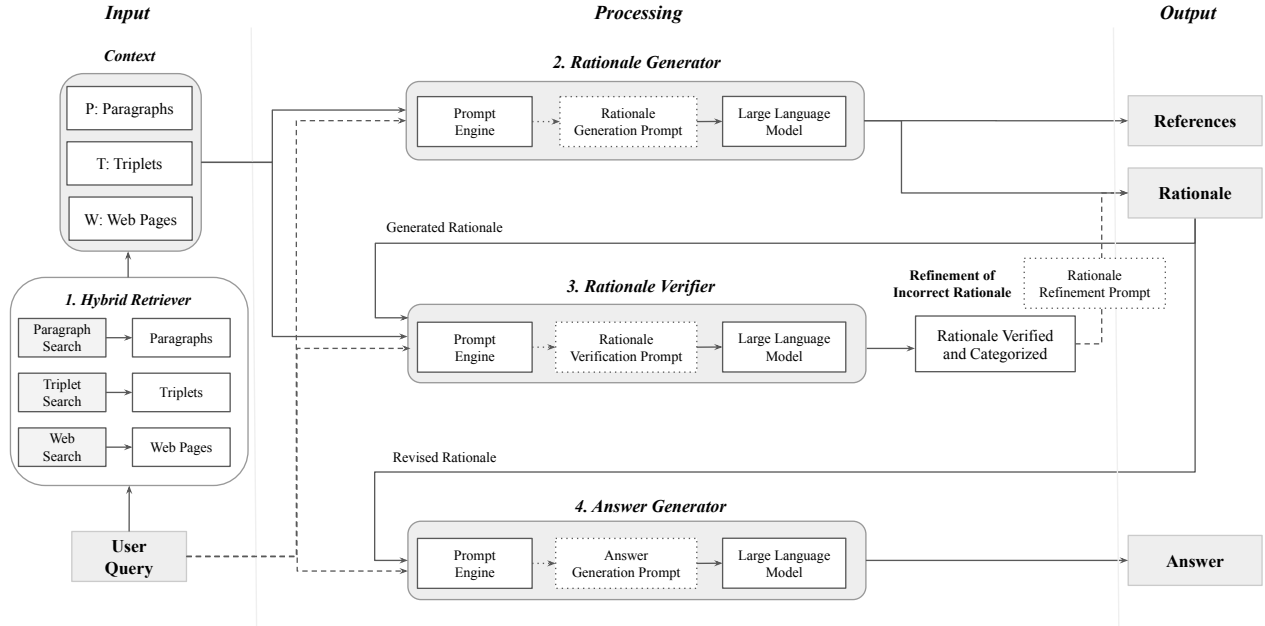 Input
Processing
Output
Context
P: Paragraphs
T: Triplets
W: Web Pages
1. Hybrid Retriever
Paragraph
Search
Paragraphs
Triplet
Search
Triplets
Web
Search
Web Pages
User
Query
2. Rationale Generator
Prompt
Engine
Rationale
Generation Prompt
Large Language
Model
References
Rationale
Generated Rationale
3. Rationale Verifier
Prompt
Engine
Rationale
Verification Prompt
Large Language
Model
Refinement of
Incorrect Rationale
Rationale Verified
and Categorized
Rationale
Refinement Prompt
Revised Rationale
4. Answer Generator
Prompt
Engine
Answer
Generation Prompt
Large Language
Model
Answer